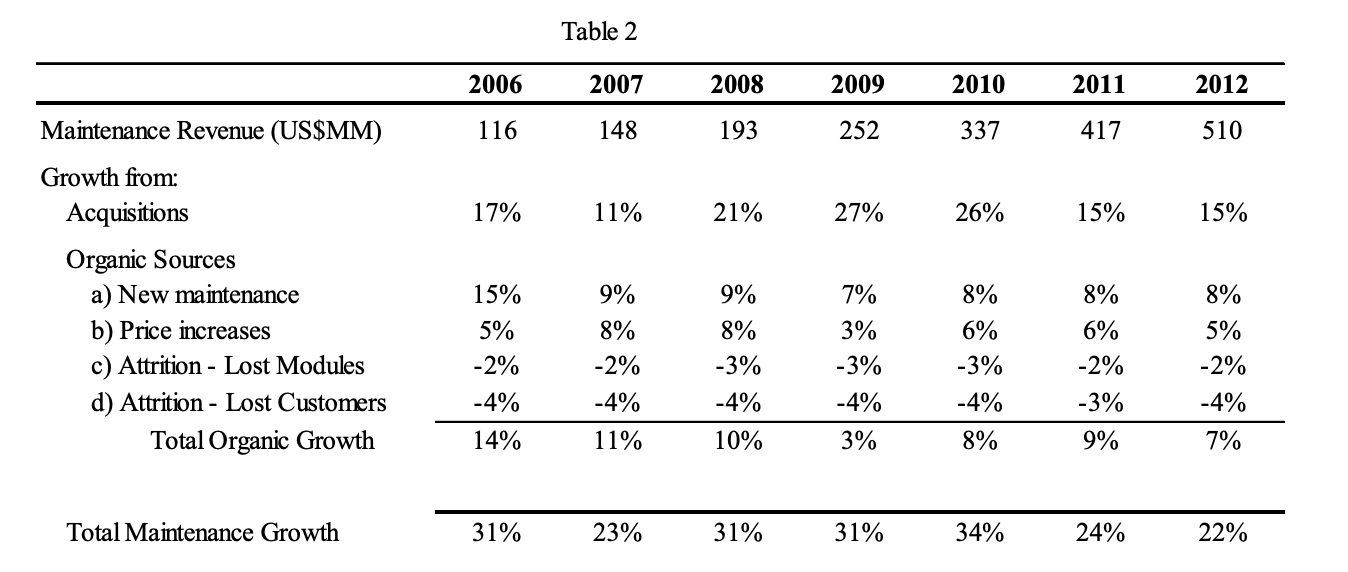 Table 2
2006 2007 2008 2009 2010 2011 2012
Maintenance Revenue (US$MM) 116 148 193 252 337 417 510
Growth from:
Acquisitions 17% 11% 21% 27% 26% 15% 15%
Organic Sources
a) New maintenance 15% 9% 9% 7% 8% 8% 8%
b) Price increases 5% 8% 8% 3% 6% 6% 5%
c) Attrition - Lost Modules -2% -2% -3% -3% -3% -2% -2%
d) Attrition - Lost Customers -4% -4% -4% -4% -4% -3% -4%
Total Organic Growth 14% 11% 10% 3% 8% 9% 7%
Total Maintenance Growth 31% 23% 31% 31% 34% 24% 22%